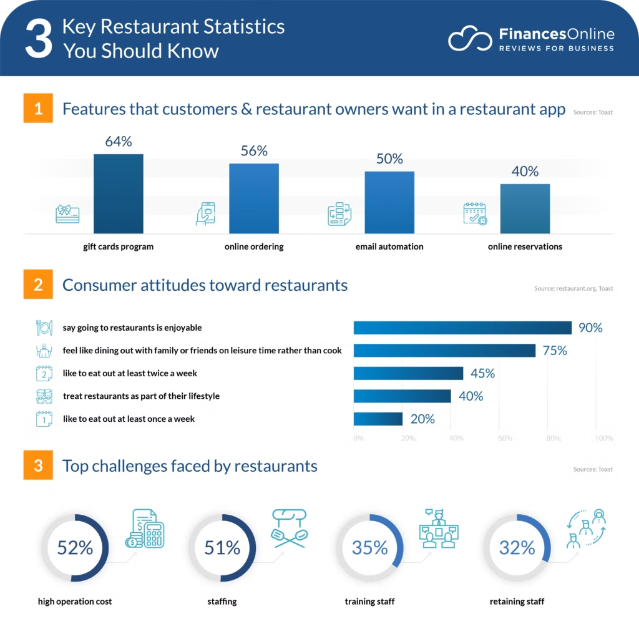 3 Key Restaurant Statistics
You Should Know
FinancesOnline
REVIEWS FOR BUSINESS
1 Features that customers & restaurant owners want in a restaurant app
Sources: Toast
64%
56%
50%
40%
gift cards program
online ordering
email automation
online reservations
2 Consumer attitudes toward restaurants
Source: restaurant.org, Toast
say going to restaurants is enjoyable
90%
feel like dining out with family or friends on leisure time rather than cook
75%
2
like to eat out at least twice a week
45%
treat restaurants as part of their lifestyle
40%
1
like to eat out at least once a week
20%
0% 20% 40% 60% 80% 100%
3 Top challenges faced by restaurants
Sources: Toast
52%
51%
35%
32%
high operation cost
staffing
training staff
retaining staff